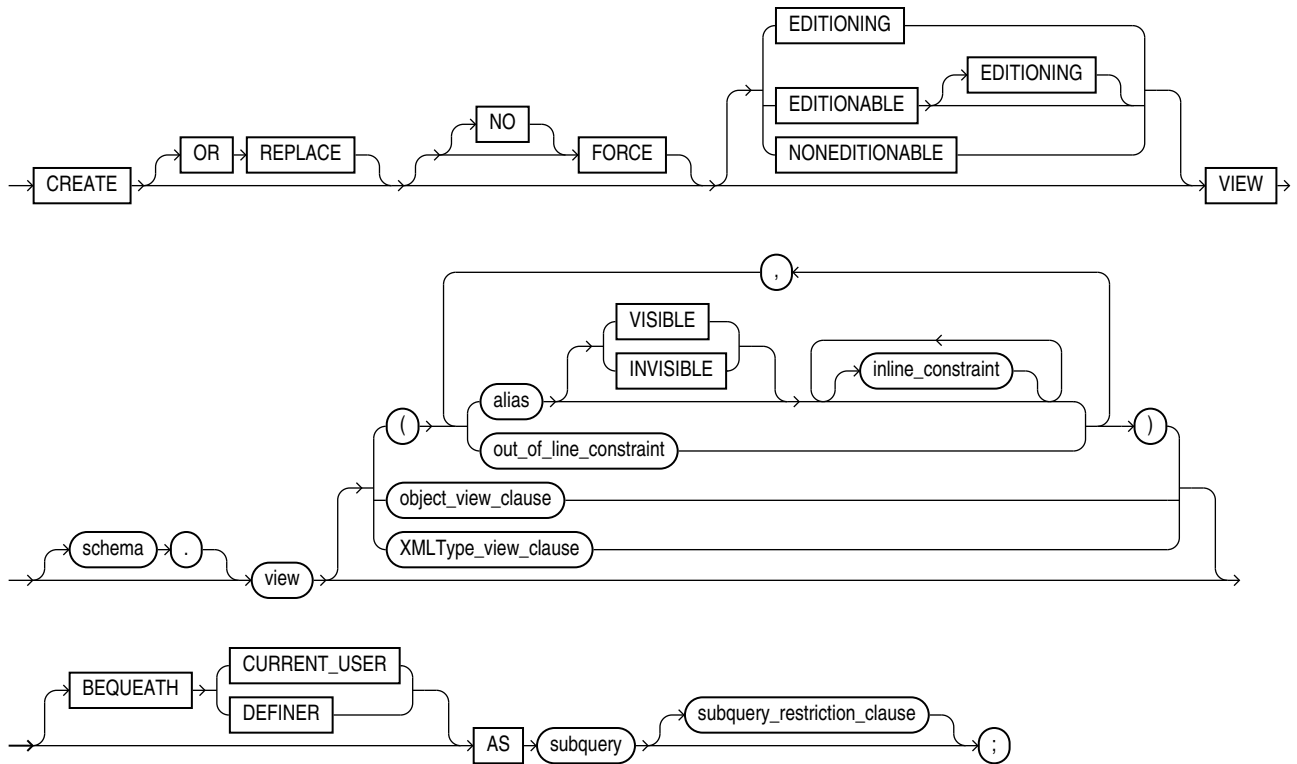 EDITIONING
EDITIONING
EDITIONABLE
NO
OR REPLACE FORCE NONEDITIONABLE
CREATE VIEW
,
VISIBLE
INVISIBLE inline_constraint
alias
( )
out_of_line_constraint
object_view_clause
schema . XMLType_view_clause
view
CURRENT_USER
BEQUEATH
DEFINER subquery_restriction_clause
AS subquery ;